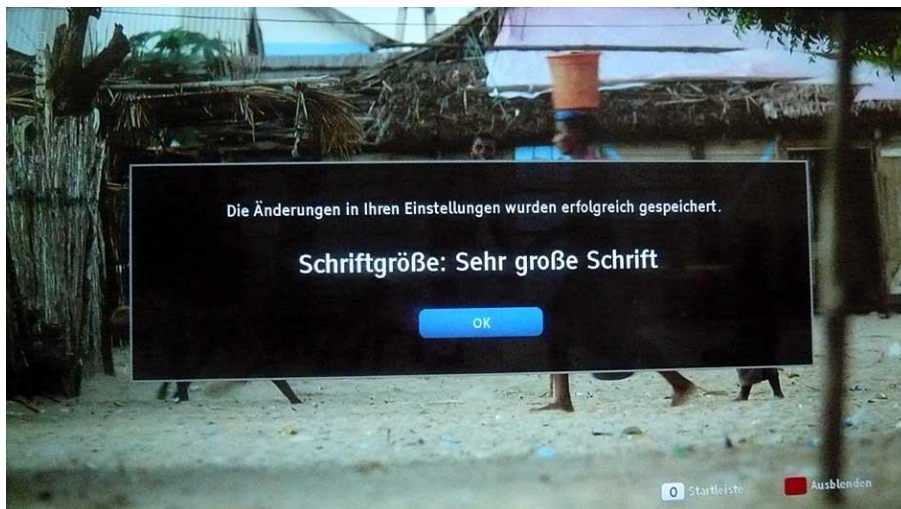 Die Änderungen in Ihren Einstellungen wurden erfolgreich gespeichert.
Schriftgröße: Sehr große Schrift
OK
0 Startleiste
Ausblenden